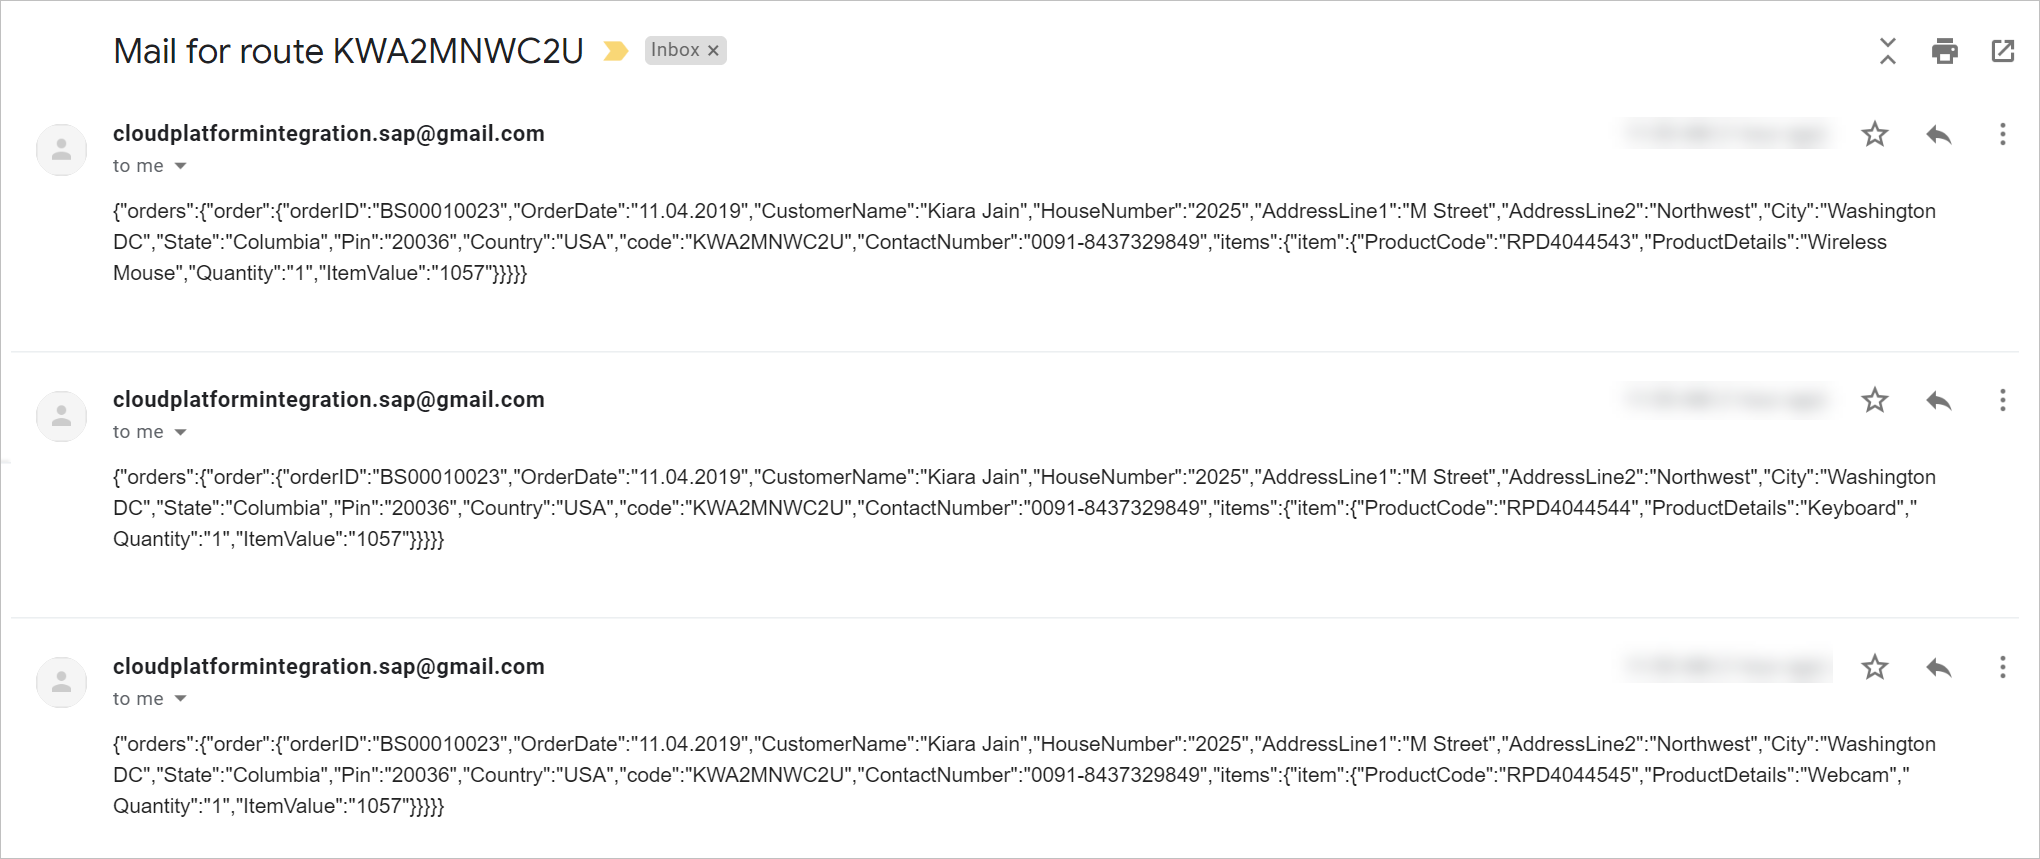 Mail for route KWA2MNWC2U Inbox ×
cloudplatformintegration.sap@gmail.com
to me
{"orders":{"order":{"orderID":"BS00010023","OrderDate":"11.04.2019","CustomerName":"Kiara Jain","HouseNumber":"2025","AddressLine1":"M Street","AddressLine2":"Northwest","City":"Washington
DC","State":"Columbia","Pin":"20036","Country":"USA","code":"KWA2MNWC2U","ContactNumber":"0091-8437329849","items":{"item":{"ProductCode":"RPD4044543","ProductDetails":"Wireless
Mouse","Quantity":"1","ItemValue":"1057"}}}}}
cloudplatformintegration.sap@gmail.com
to me
{"orders":{"order":{"orderID":"BS00010023","OrderDate":"11.04.2019","CustomerName":"Kiara Jain","HouseNumber":"2025","AddressLine1":"M Street","AddressLine2":"Northwest","City":"Washington
DC","State":"Columbia","Pin":"20036","Country":"USA","code":"KWA2MNWC2U","ContactNumber":"0091-8437329849","items":{"item":{"ProductCode":"RPD4044544","ProductDetails":"Keyboard","
Quantity":"1","ItemValue":"1057"}}}}}
cloudplatformintegration.sap@gmail.com
to me
{"orders":{"order":{"orderID":"BS00010023","OrderDate":"11.04.2019","CustomerName":"Kiara Jain","HouseNumber":"2025","AddressLine1":"M Street","AddressLine2":"Northwest","City":"Washington
DC","State":"Columbia","Pin":"20036","Country":"USA","code":"KWA2MNWC2U","ContactNumber":"0091-8437329849","items":{"item":{"ProductCode":"RPD4044545","ProductDetails":"Webcam","
Quantity":"1","ItemValue":"1057"}}}}}